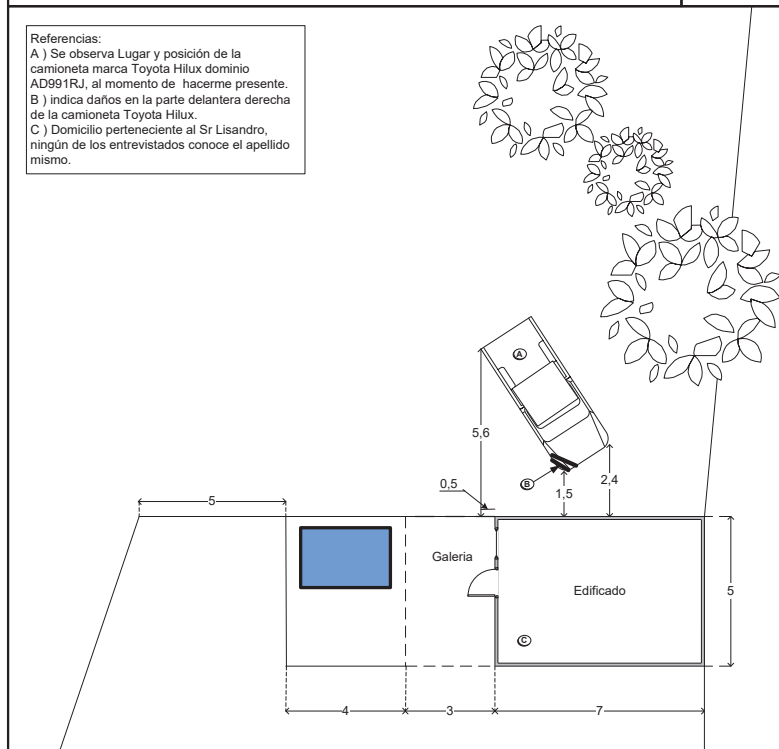 Referencias:
A ) Se observa Lugar y posición de la
camioneta marca Toyota Hilux dominio
AD991RJ, al momento de hacerme presente.
B ) indica daños en la parte delantera derecha
de la camioneta Toyota Hilux.
C ) Domicilio perteneciente al Sr Lisandro,
ningún de los entrevistados conoce el apellido
mismo.
A
5,6
2,4
0,5
B
1,5
5
Galeria
Edificado
5
C
4
3
7